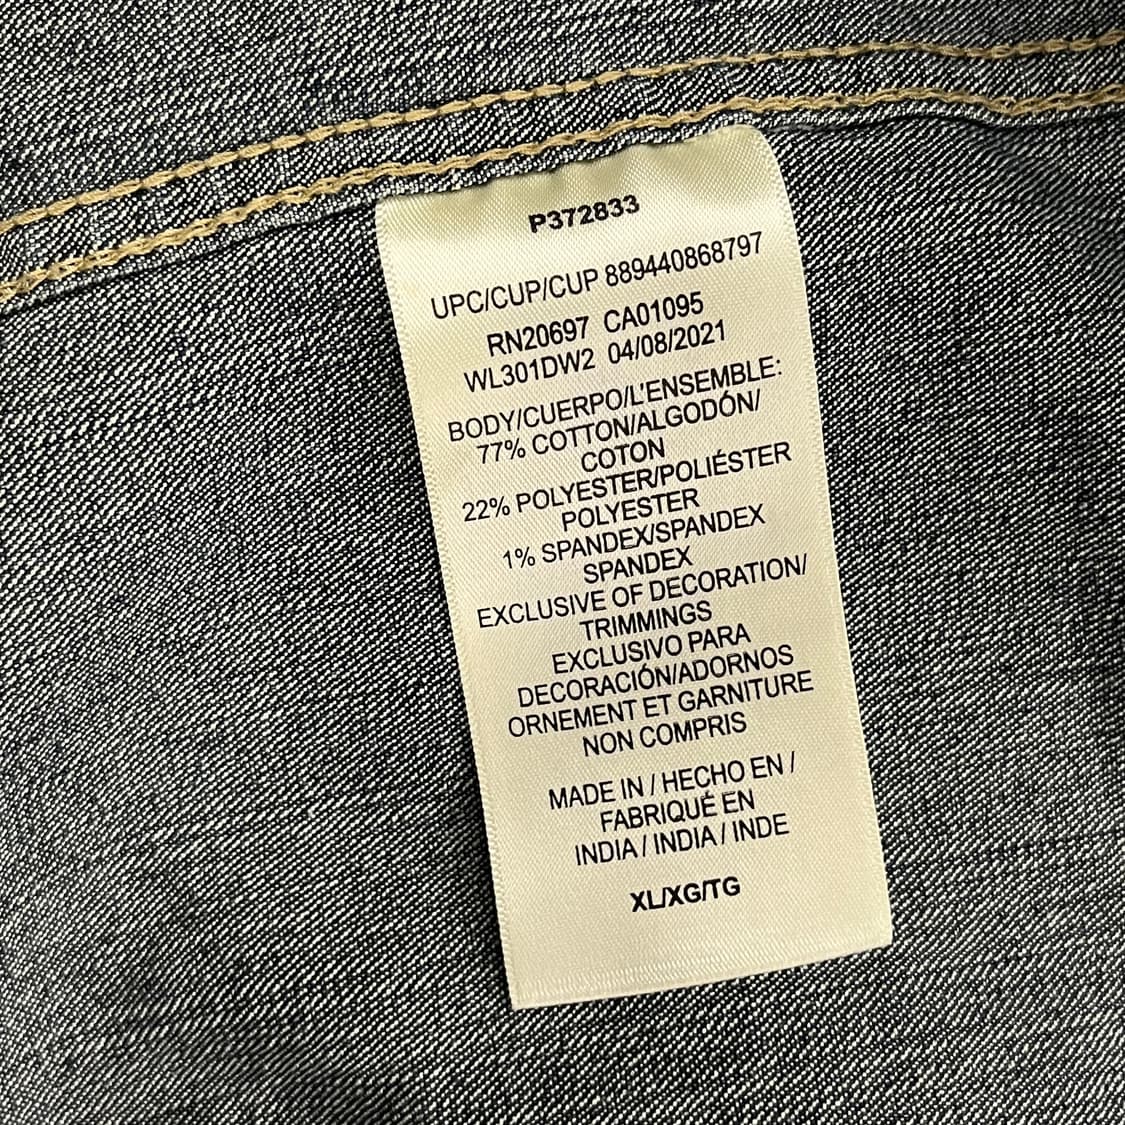 P372833
UPC/CUP/CUP 889440868797
RN20697 CA01095
WL301DW2 04/08/2021
BODY/CUERPO/L'ENSEMBLE:
77% COTTON/ALGODÓN/
COTON
22% POLYESTER/POLIÉSTER
POLYESTER
1% SPANDEX/SPANDEX
SPANDEX
EXCLUSIVE OF DECORATION/
TRIMMINGS
EXCLUSIVO PARA
DECORACIÓN/ADORNOS
ORNEMENT ET GARNITURE
NON COMPRIS
MADE IN / HECHO EN /
FABRIQUÉ EN
INDIA / INDIA / INDE
XL/XG/TG